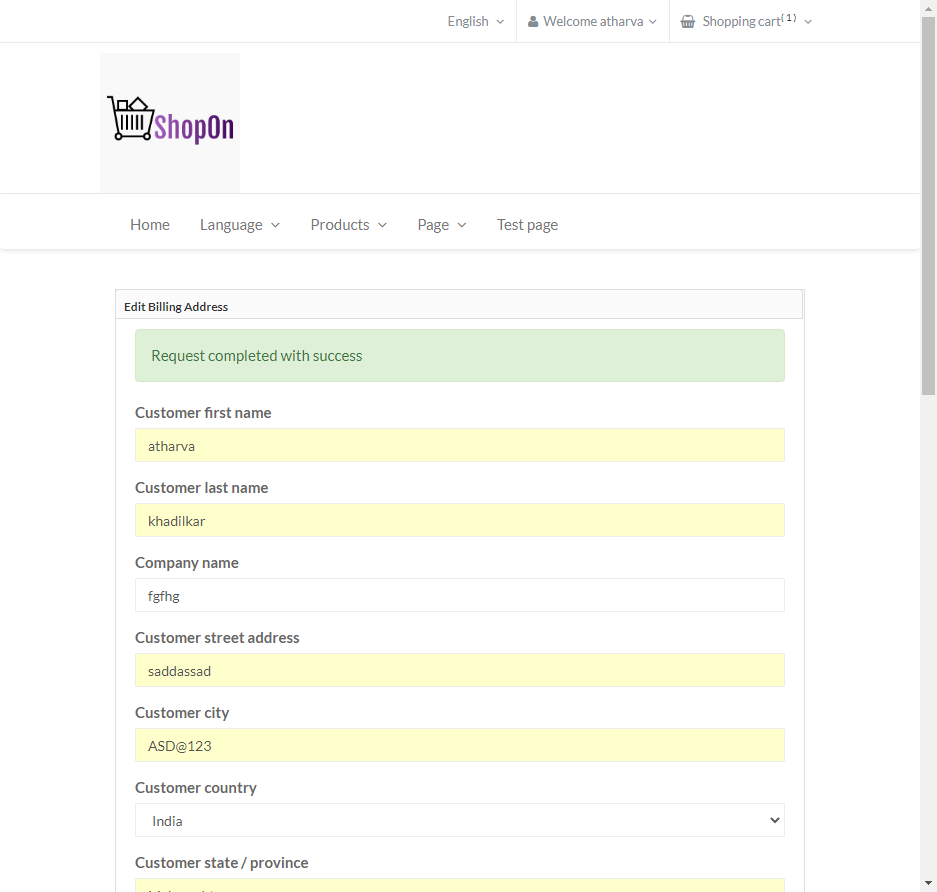 English
Welcome atharva
Shopping cart( 1 )
ShopOn
Home Language Products Page Test page
Edit Billing Address
Request completed with success
Customer first name
atharva
Customer last name
khadilkar
Company name
fgfhg
Customer street address
saddassad
Customer city
ASD@123
Customer country
India
Customer state / province